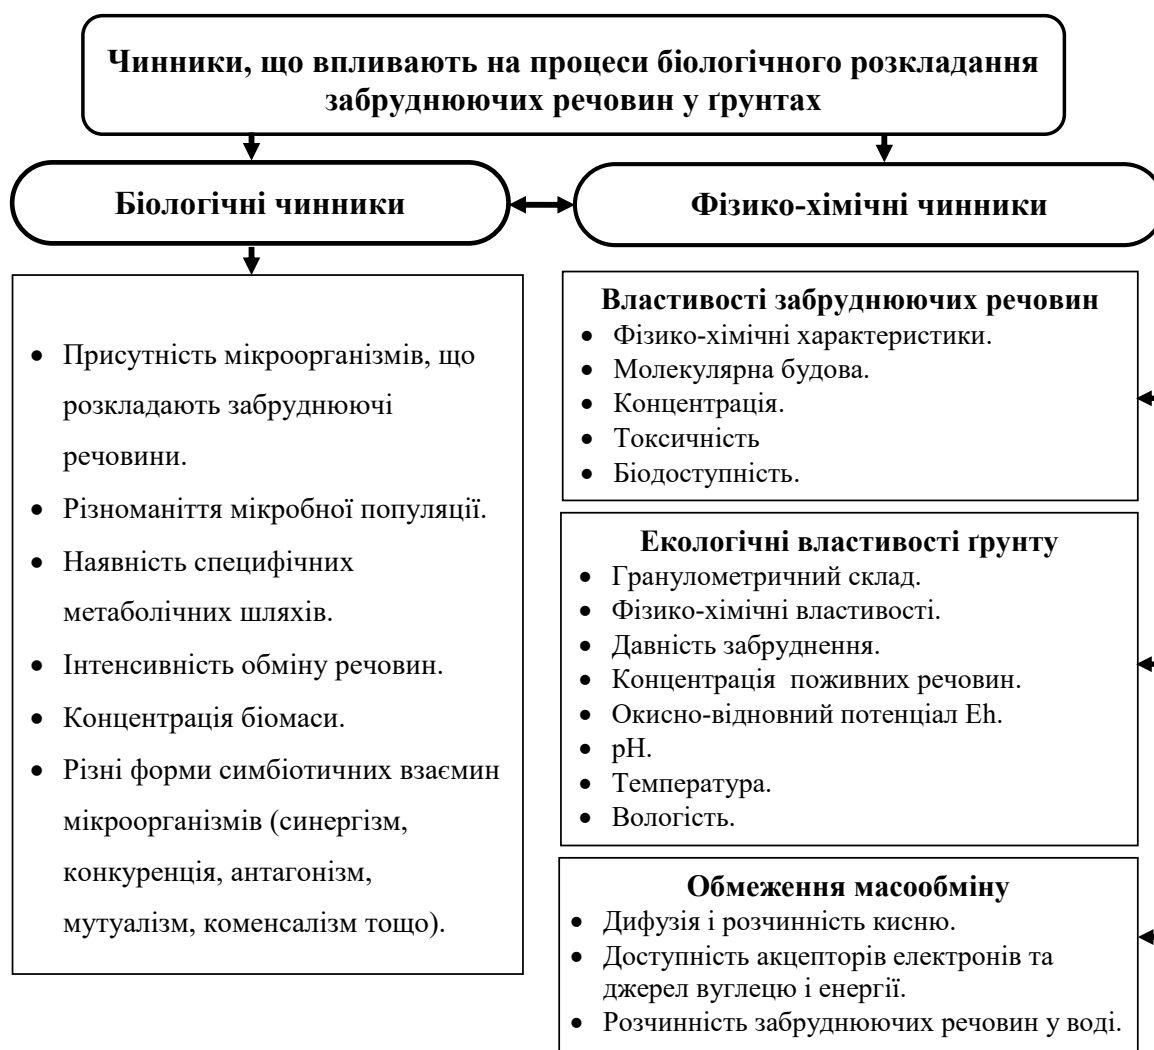 Чинники, що впливають на процеси біологічного розкладання
забруднюючих речовин у ґрунтах
Біологічні чинники
Фізико-хімічні чинники
• Присутність мікроорганізмів, що
розкладають забруднюючі
речовини.
• Різноманіття мікробної популяції.
• Наявність специфічних
метаболічних шляхів.
• Інтенсивність обміну речовин.
• Концентрація біомаси.
• Різні форми симбіотичних взаємин
мікроорганізмів (синергізм,
конкуренція, антагонізм,
мутуалізм, коменсалізм тощо).
Властивості забруднюючих речовин
• Фізико-хімічні характеристики.
• Молекулярна будова.
• Концентрація.
• Токсичність
• Біодоступність.
Екологічні властивості ґрунту
• Гранулометричний склад.
• Фізико-хімічні властивості.
• Давність забруднення.
• Концентрація поживних речовин.
• Окисно-відновний потенціал Eh.
• pH.
• Температура.
• Вологість.
Обмеження масообміну
• Дифузія і розчинність кисню.
• Доступність акцепторів електронів та
джерел вуглецю і енергії.
• Розчинність забруднюючих речовин у воді.